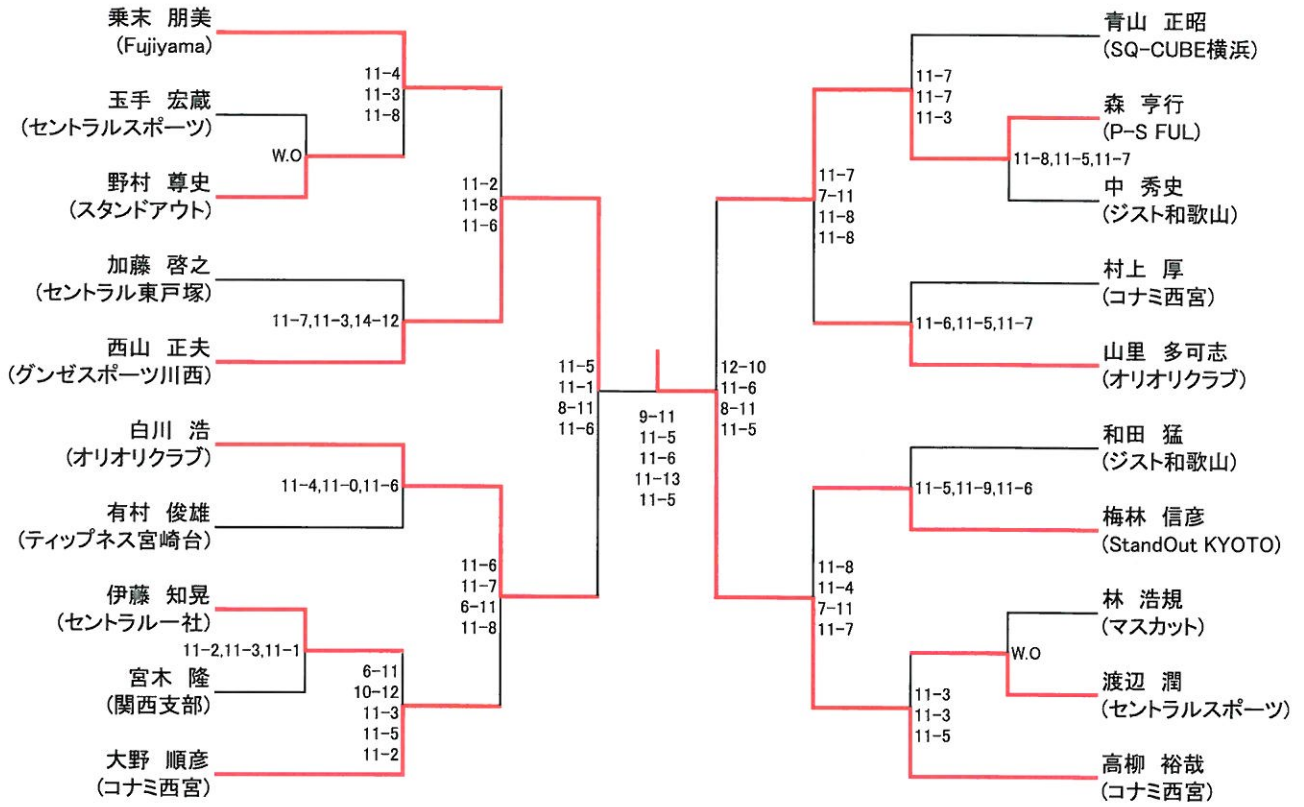 乗末 朋美
(Fujiyama)
玉手 宏蔵
(セントラルスポーツ)
野村 尊史
(スタンドアウト)
加藤 啓之
(セントラル東戸塚)
西山 正夫
(グンゼスポーツ川西)
白川 浩
(オリオリクラブ)
有村 俊雄
(ティップネス宮崎台)
伊藤 知晃
(セントラル一社)
宮木 隆
(関西支部)
大野 順彦
(コナミ西宮)
W.O
11-4
11-3
11-8
11-7,11-3,14-12
11-4,11-0,11-6
11-2,11-3,11-1
6-11
10-12
11-3
11-5
11-2
11-2
11-8
11-6
11-6
11-7
6-11
11-8
11-5
11-1
8-11
11-6
9-11
11-5
11-6
11-13
11-5
12-10
11-6
8-11
11-5
11-7
7-11
11-8
11-8
11-8
11-4
7-11
11-7
11-7
11-7
11-3
11-8,11-5,11-7
11-6,11-5,11-7
11-5,11-9,11-6
W.O
11-3
11-3
11-5
青山 正昭
(SQ-CUBE横浜)
森 亨行
(P-S FUL)
中 秀史
(ジスト和歌山)
村上 厚
(コナミ西宮)
山里 多可志
(オリオリクラブ)
和田 猛
(ジスト和歌山)
梅林 信彦
(StandOut KYOTO)
林 浩規
(マスカット)
渡辺 潤
(セントラルスポーツ)
高柳 裕哉
(コナミ西宮)